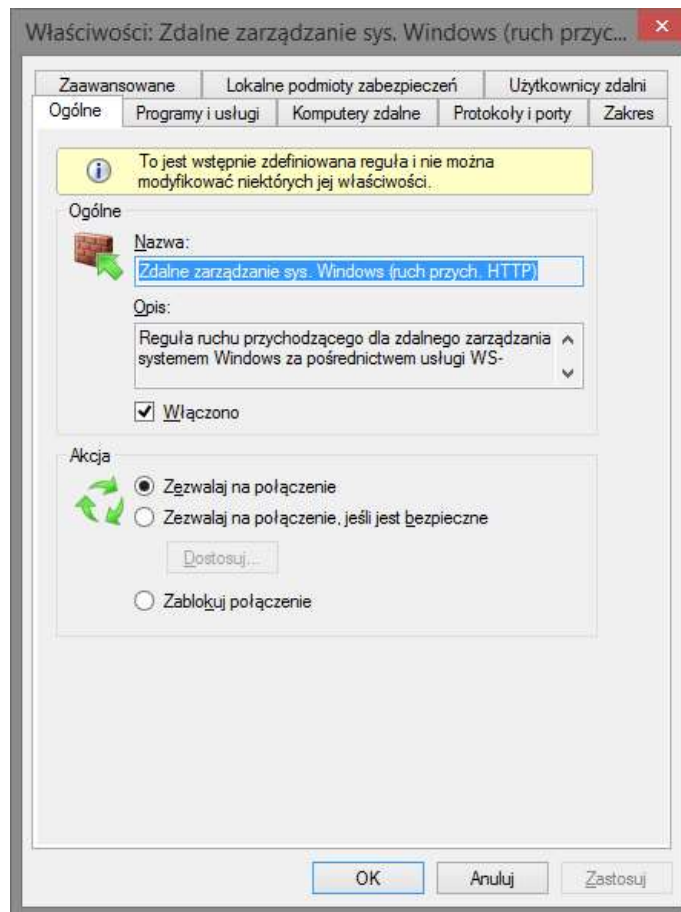 Właściwości: Zdalne zarządzanie sys. Windows (ruch przyc...
Zaawansowane
Lokalne podmioty zabezpieczeń
Użytkownicy zdalni
Ogólne
Programy i usługi
Komputery zdalne
Protokoły i porty
Zakres
To jest wstępnie zdefiniowana reguła i nie można
modyfikować niektórych jej właściwości.
Ogólne
Nazwa:
Zdalne zarządzanie sys. Windows (ruch przych. HTTP)
Opis:
Reguła ruchu przychodzącego dla zdalnego zarządzania
systemem Windows za pośrednictwem usługi WS-
Włączono
Akcja
Zezwalaj na połączenie
Zezwalaj na połączenie, jeśli jest bezpieczne
Dostosuj...
Zablokuj połączenie
OK
Anuluj
Zastosuj